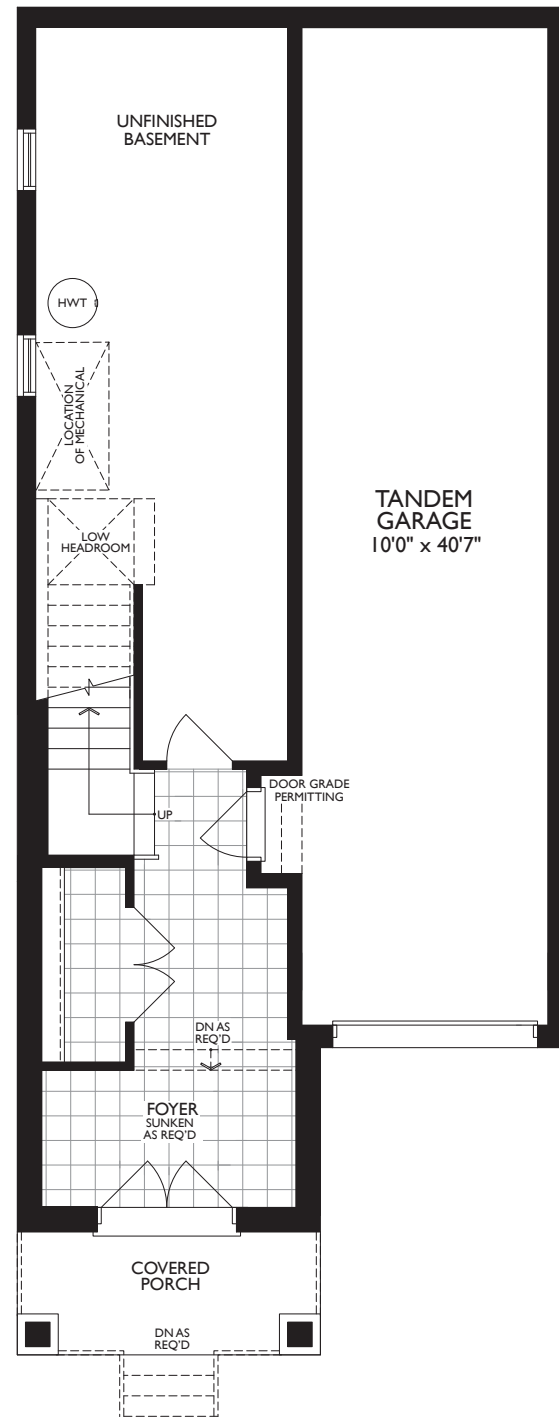 UNFINISHED
BASEMENT
HWT
LOCATION
OF MECHANICAL
LOW
HEADROOM
TANDEM
GARAGE
10'0" x 40'7"
DOOR GRADE
PERMITTING
UP
DN AS
REQ'D
FOYER
SUNKEN
AS REQ'D
COVERED
PORCH
DN AS
REQ'D